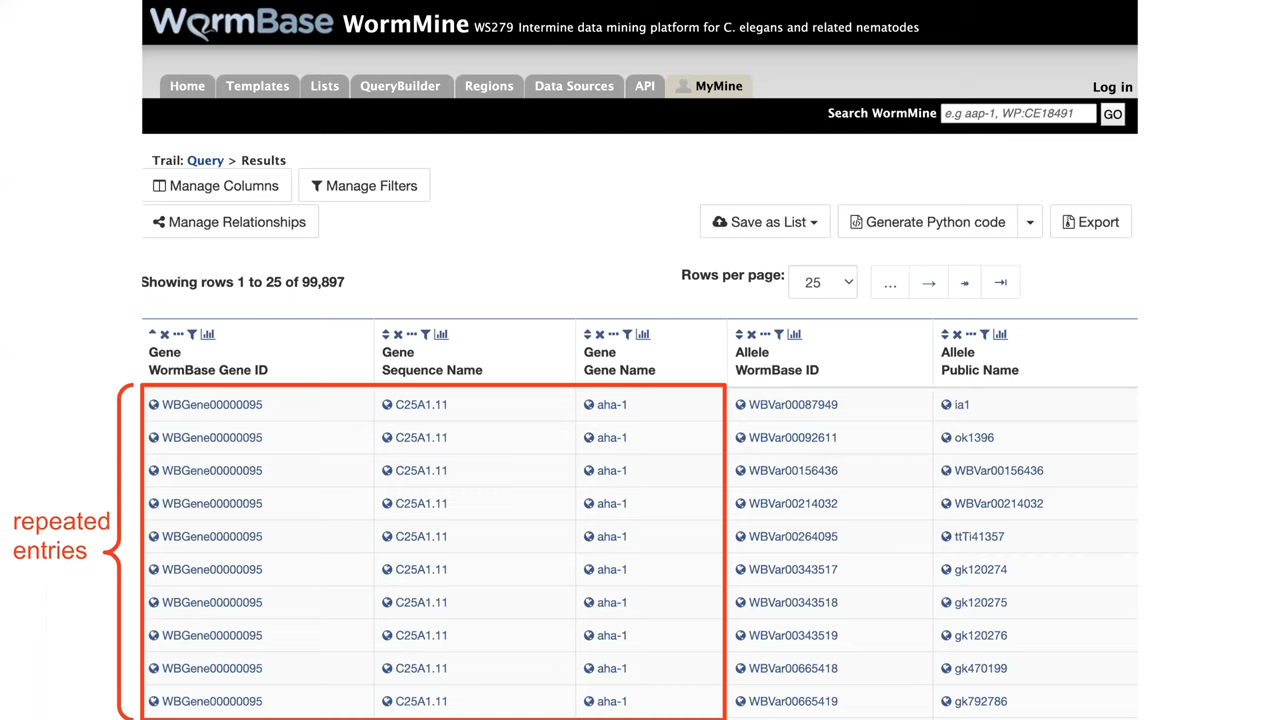 WormBase WormMine WS279 Intermine data mining platform for C. elegans and related nematodes
Home Templates Lists QueryBuilder Regions Data Sources API MyMine Log in
Search WormMine e.g aap-1, WP:CE18491 GO
Trail: Query > Results
Manage Columns Manage Filters
Manage Relationships Save as List Generate Python code Export
Showing rows 1 to 25 of 99,897 Rows per page: 25 ...
Gene Gene Gene Allele Allele
WormBase Gene ID Sequence Name Gene Name WormBase ID Public Name
WBGene00000095 C25A1.11 aha-1 WBVar00087949 ia1
WBGene00000095 C25A1.11 aha-1 WBVar00092611 ok1396
WBGene00000095 C25A1.11 aha-1 WBVar00156436 WBVar00156436
WBGene00000095 C25A1.11 aha-1 WBVar00214032 WBVar00214032
repeated
entries
WBGene00000095 C25A1.11 aha-1 WBVar00264095 ttTi41357
WBGene00000095 C25A1.11 aha-1 WBVar00343517 gk120274
WBGene00000095 C25A1.11 aha-1 WBVar00343518 gk120275
WBGene00000095 C25A1.11 aha-1 WBVar00343519 gk120276
WBGene00000095 C25A1.11 aha-1 WBVar00665418 gk470199
WBGene00000095 C25A1.11 aha-1 WBVar00665419 gk792786